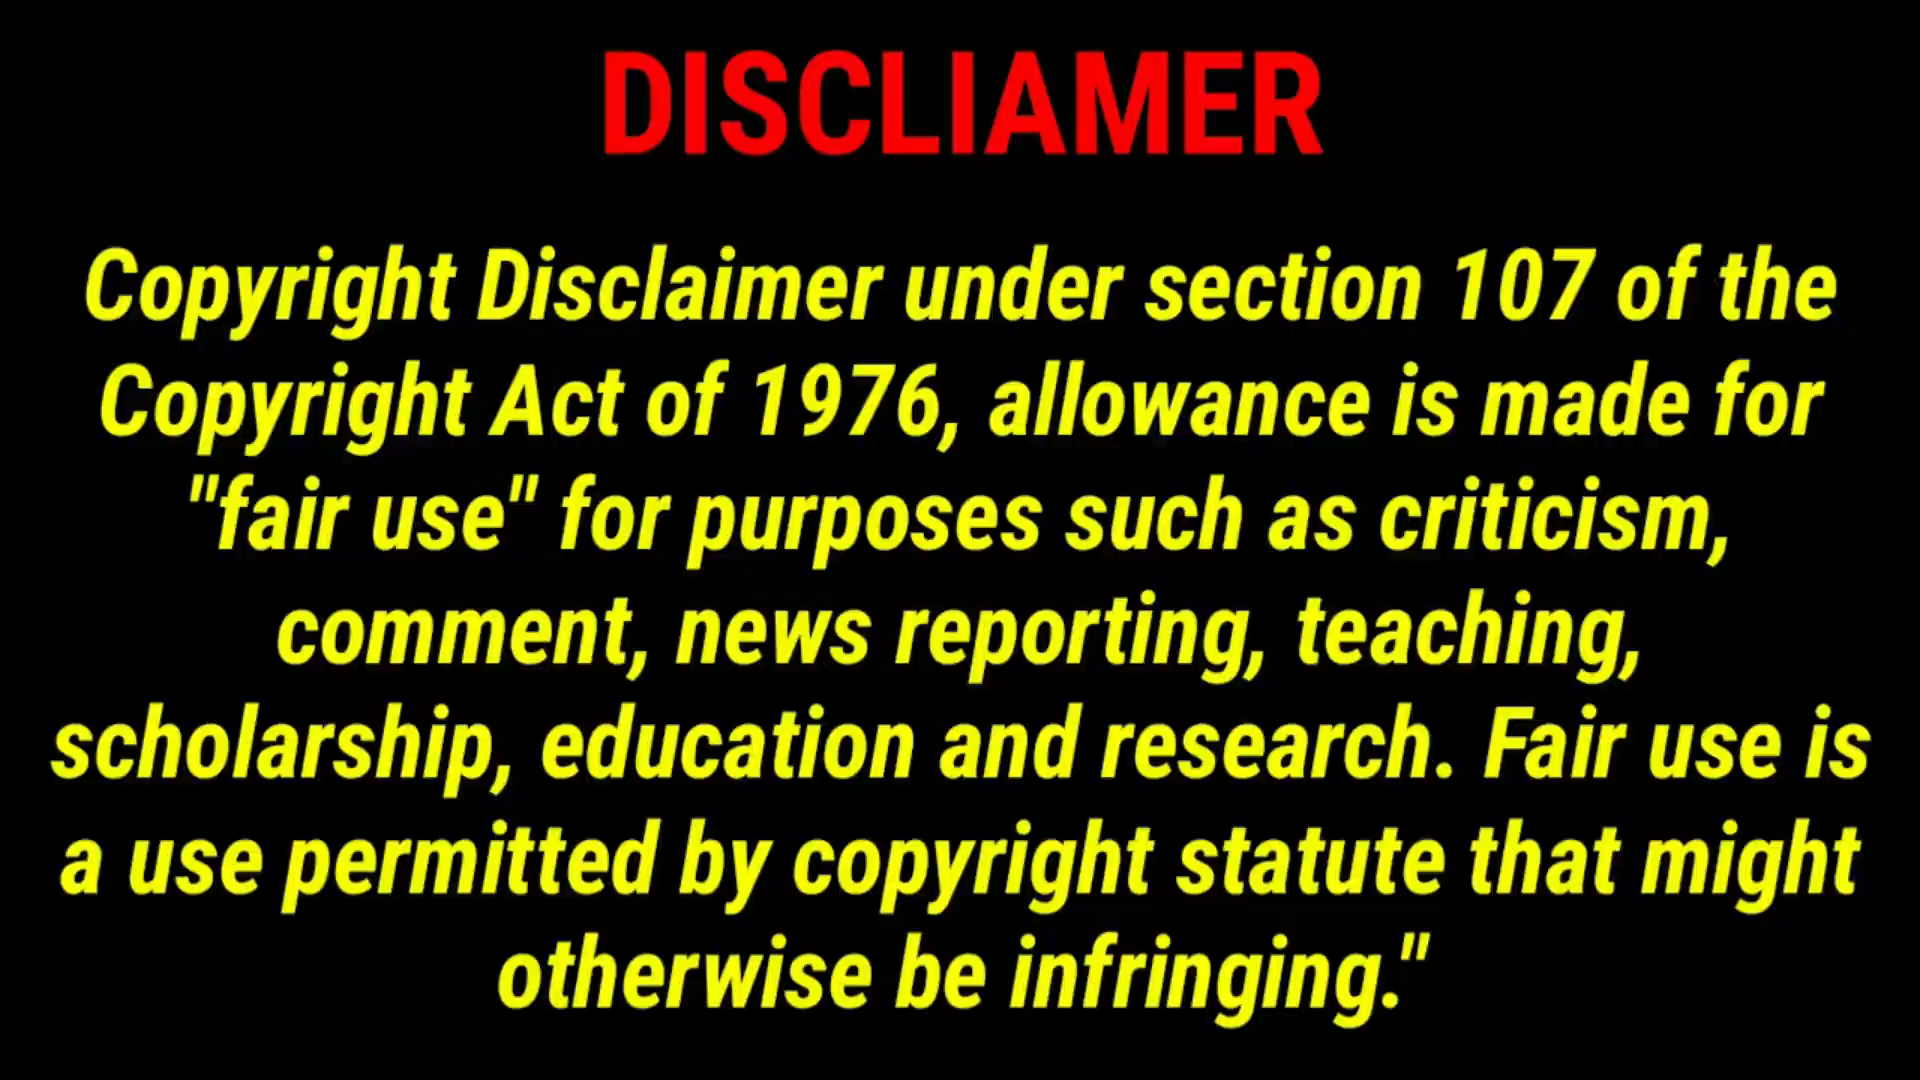 DISCLIAMER
Copyright Disclaimer under section 107 of the
Copyright Act of 1976, allowance is made for
"fair use" for purposes such as criticism,
comment, news reporting, teaching,
scholarship, education and research. Fair use is
a use permitted by copyright statute that might
otherwise be infringing."